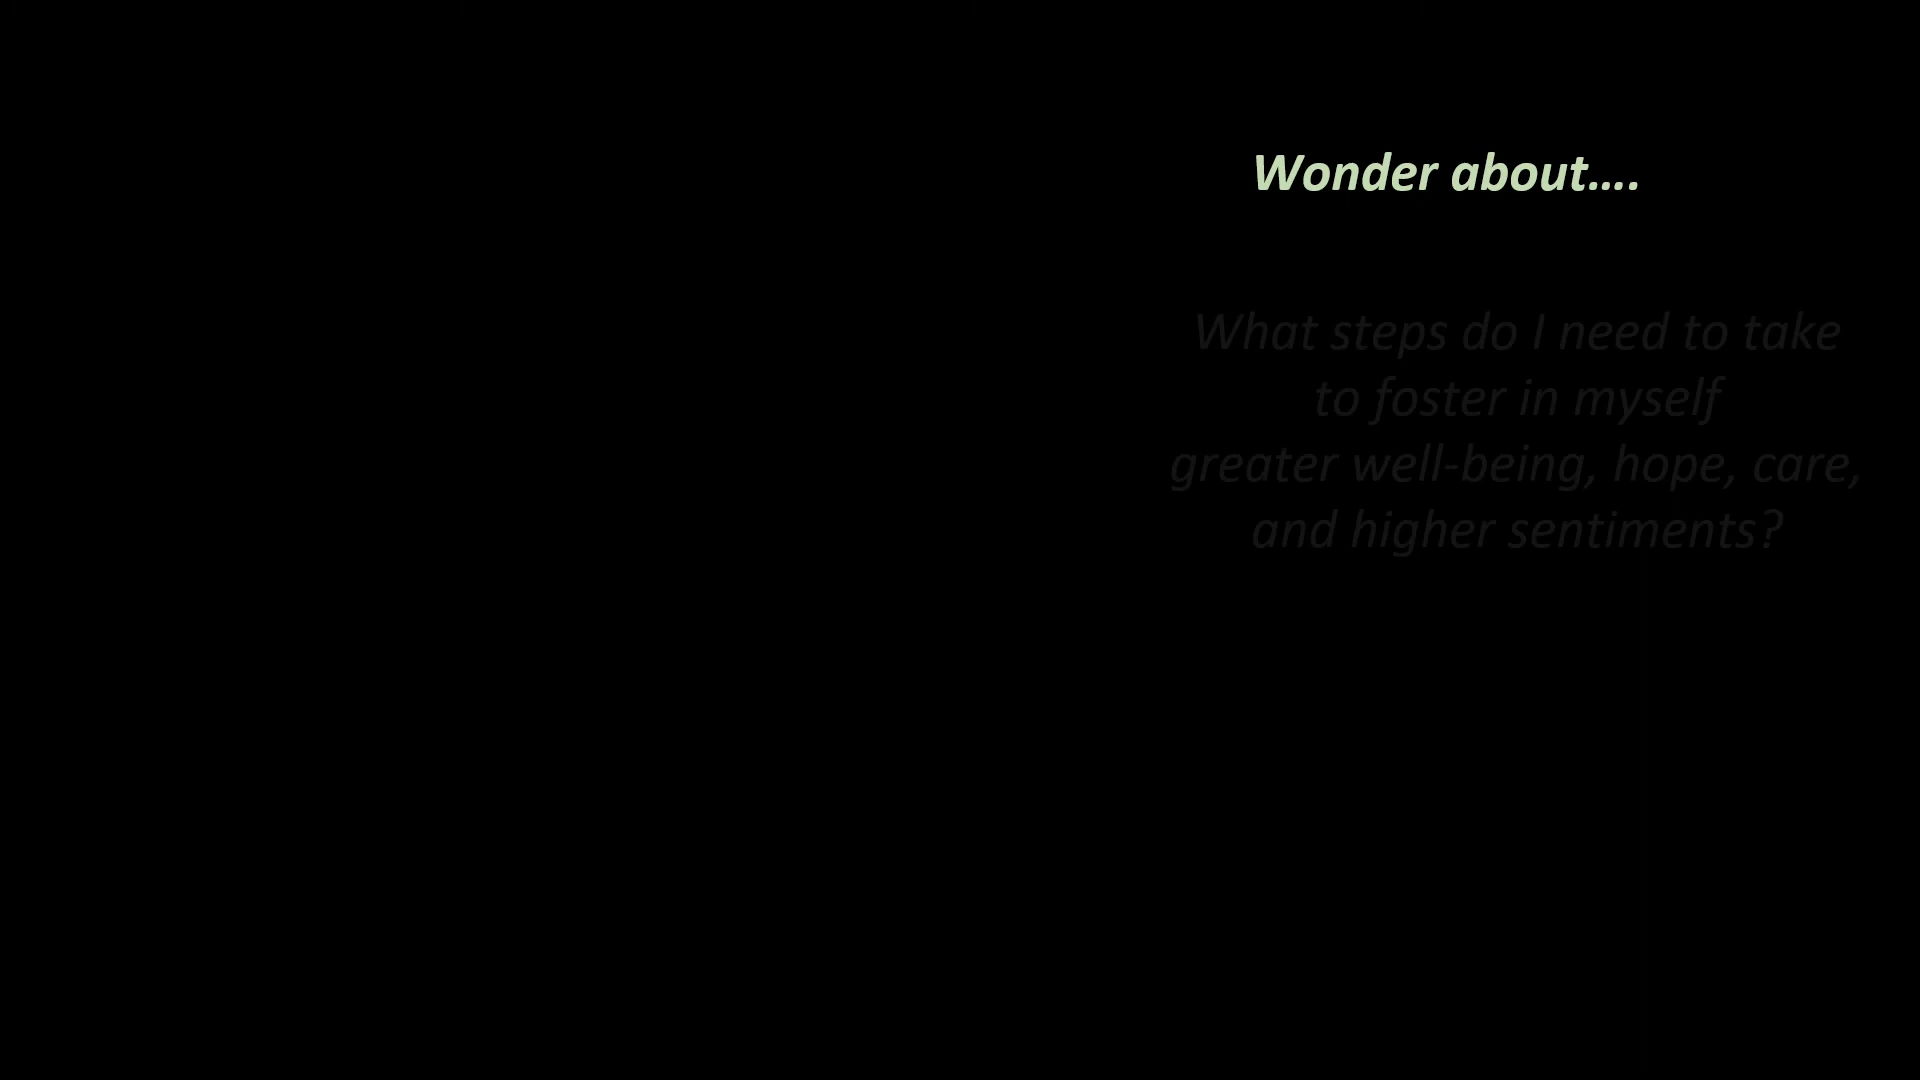 Wonder about....
What steps do I need to take
to foster in myself
greater well-being, hope, care,
and higher sentiments?